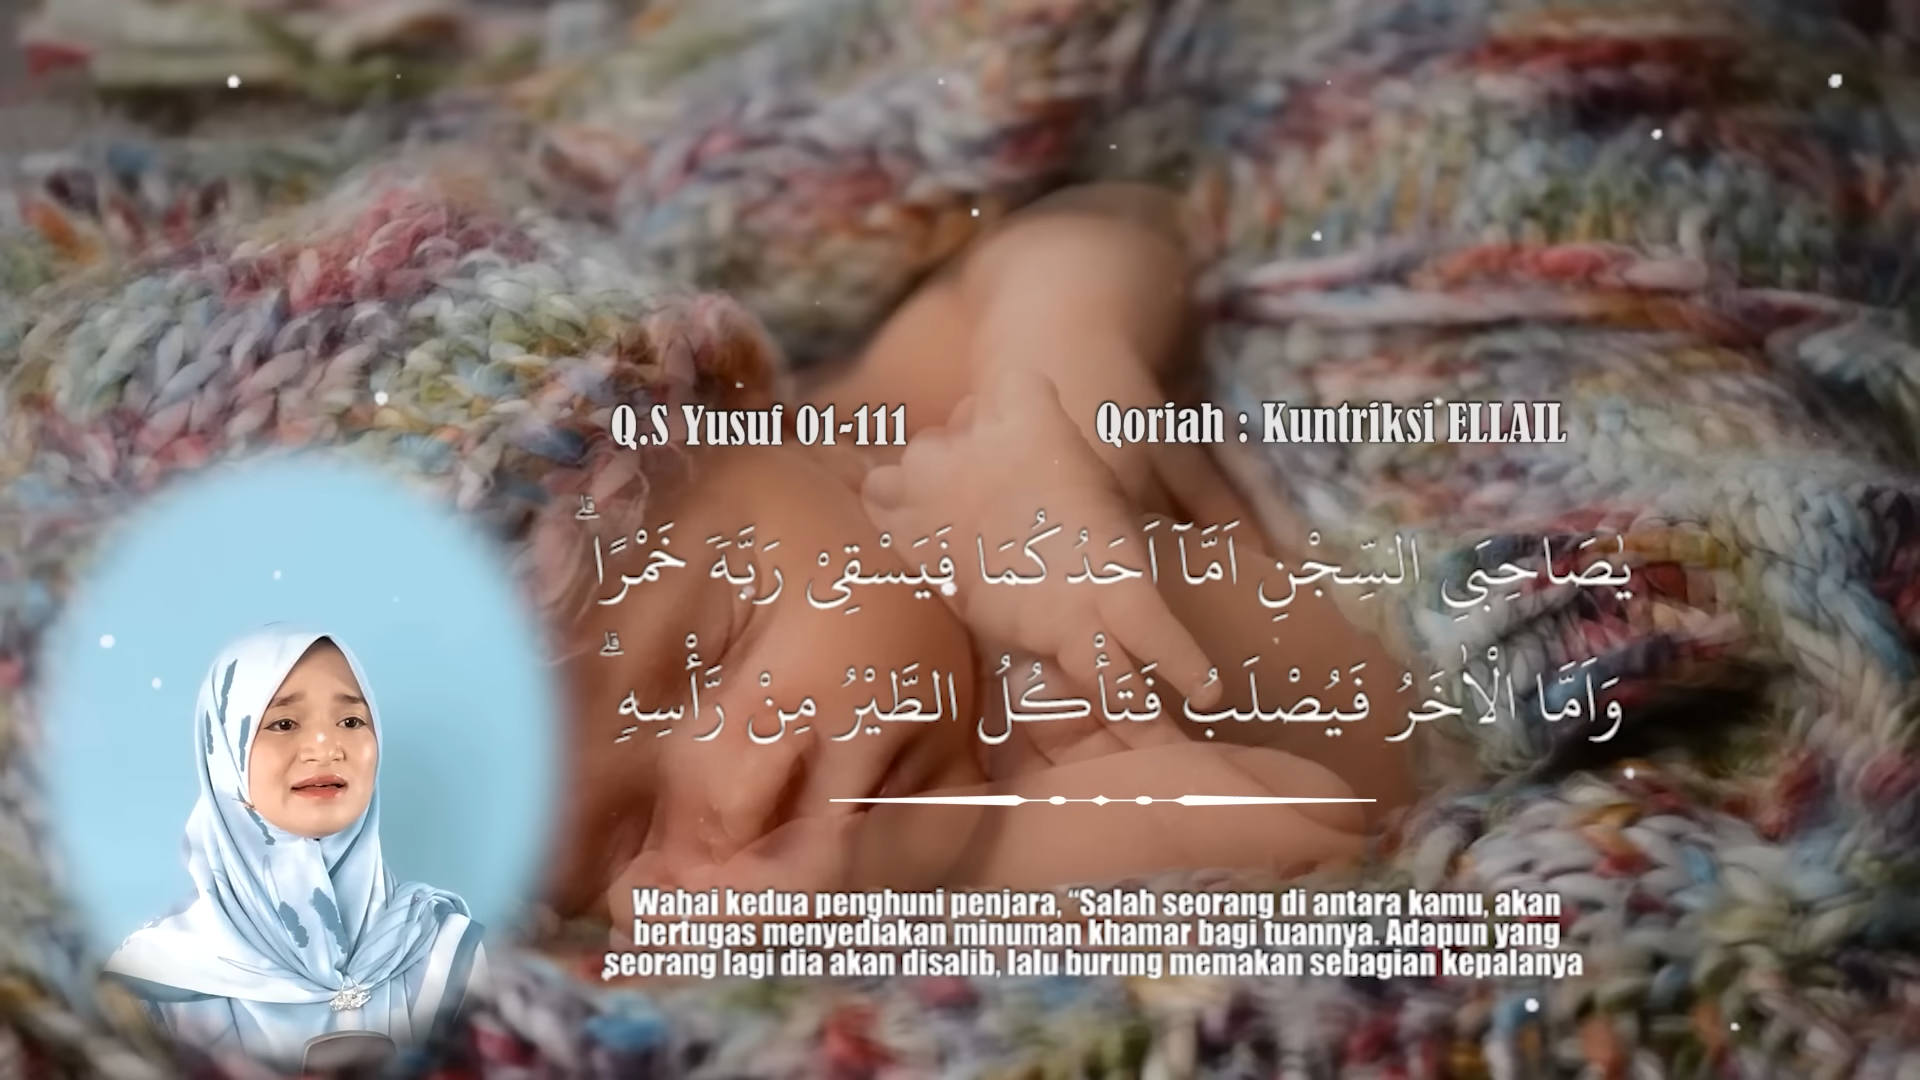 Q.S Yusuf 01-111
Qoriah : Kuntriksi ELLAIL
يٰصَاحِبَيِ السِّجْنِ اَمَّآ اَحَدُكُمَا فَيَسْقِيْ رَبَّهٗ خَمْرًاۗ
وَاَمَّا الْاٰخَرُ فَيُصْلَبُ فَتَأْكُلُ الطَّيْرُ مِنْ رَّأْسِهٖۗ
Wahai kedua penghuni penjara, “Salah seorang di antara kamu, akan
bertugas menyediakan minuman khamar bagi tuannya. Adapun yang
seorang lagi dia akan disalib, lalu burung memakan sebagian kepalanya